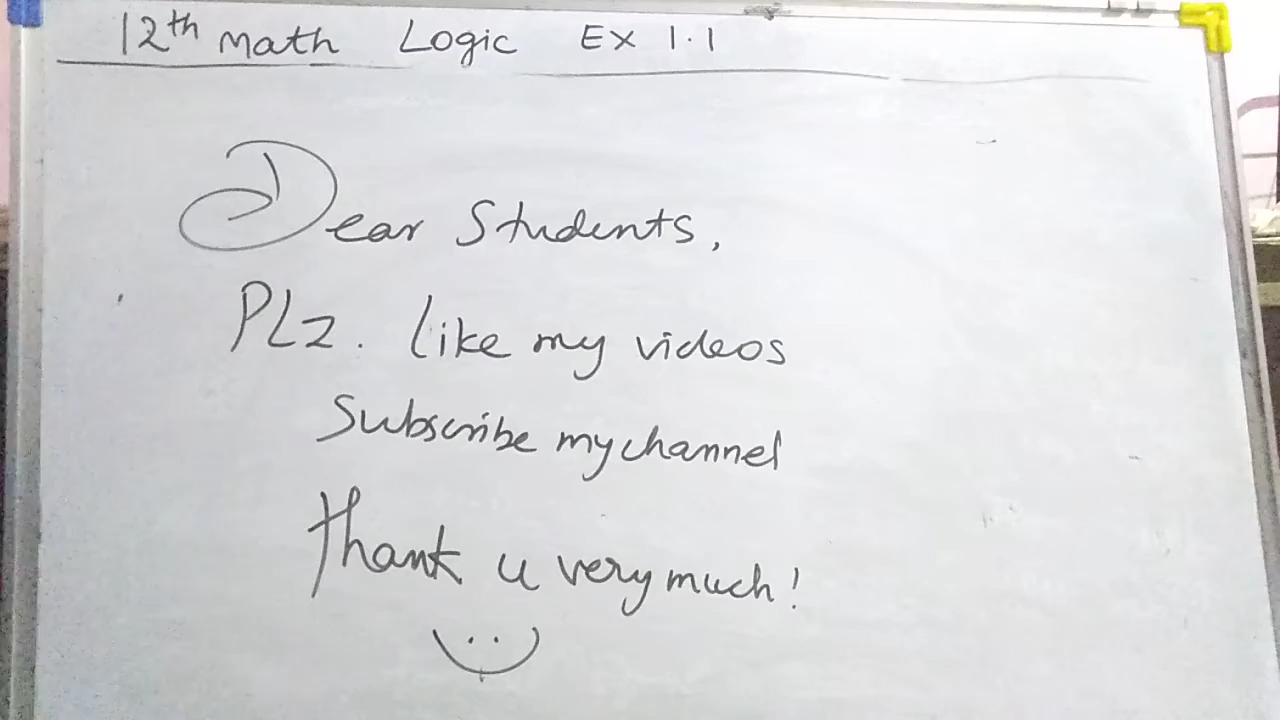 12th math Logic Ex 1.1
Dear Students,
PLz. like my videos
Subscribe my channel
Thank u very much!